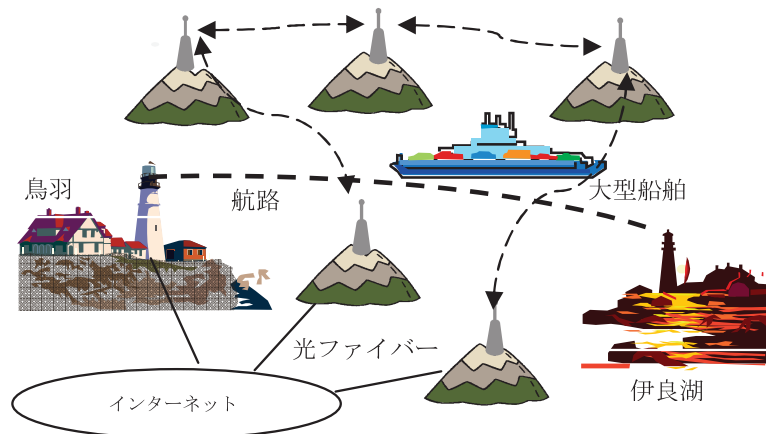 鳥羽
航路
大型船舶
光ファイバー
伊良湖
インターネット